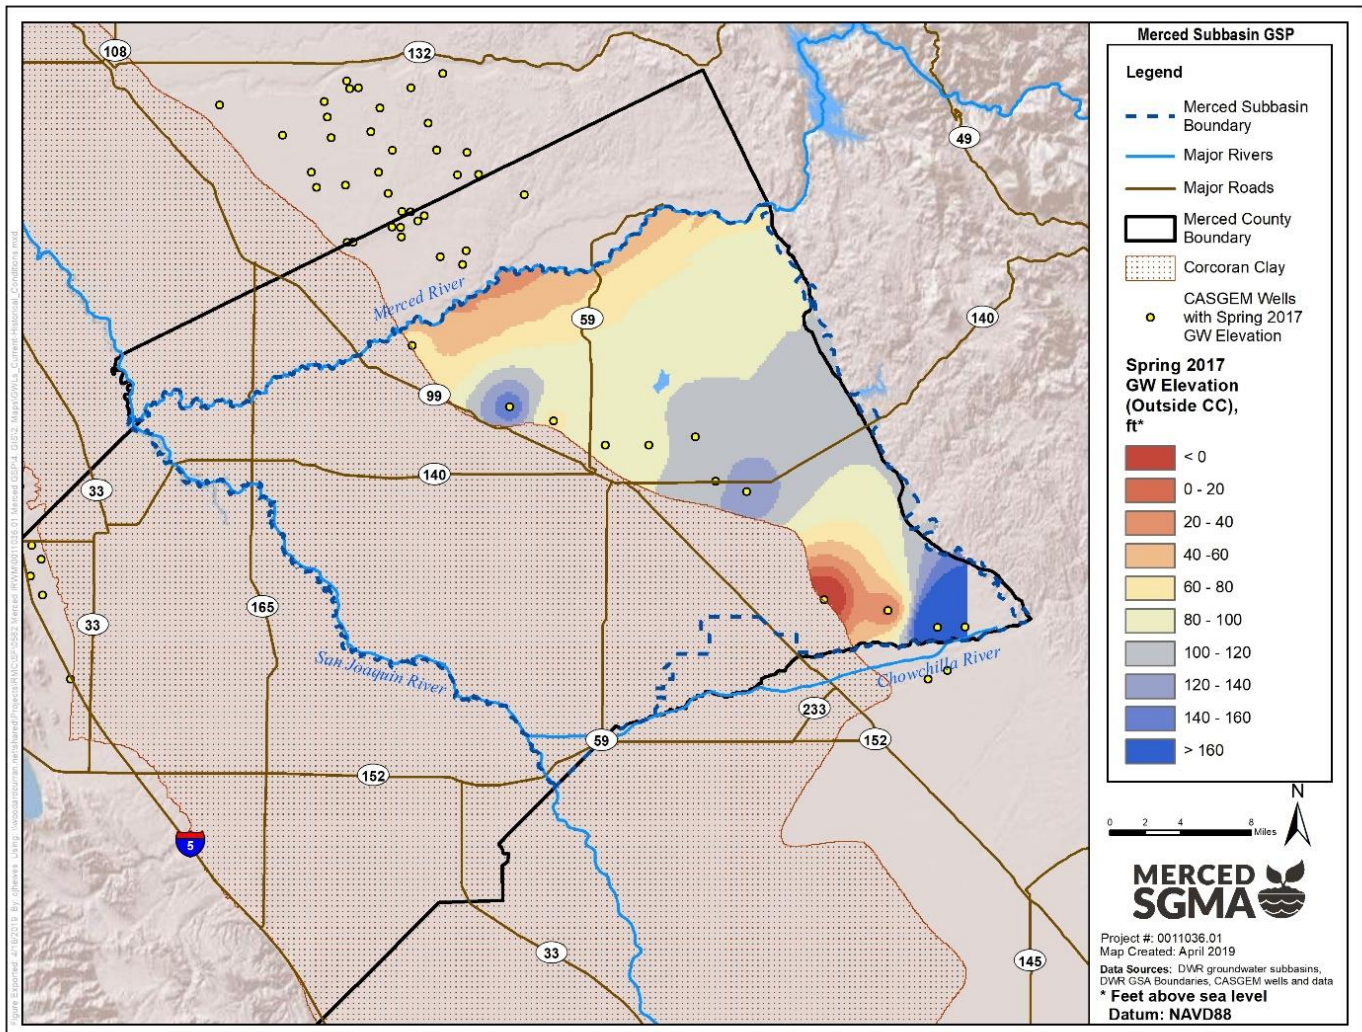 Merced Subbasin GSP
Legend
Merced Subbasin
Boundary
Major Rivers
Major Roads
Merced County
Boundary
Corcoran Clay
CASGEM Wells
with Spring 2017
GW Elevation
Spring 2017
GW Elevation
(Outside CC),
ft*
< 0
0 - 20
20 - 40
40 -60
60 - 80
80 - 100
100 - 120
120 - 140
140 - 160
> 160
N
0 2 4 8
Miles
MERCED
SGMA
Project #: 0011036.01
Map Created: April 2019
Data Sources: DWR groundwater subbasins,
DWR GSA Boundaries, CASGEM wells and data
* Feet above sea level
Datum: NAVD88
108
132
49
Merced River
59
140
99
140
33
165
33
San Joaquin River
Chowchilla River
233
59
152
152
5
33
145